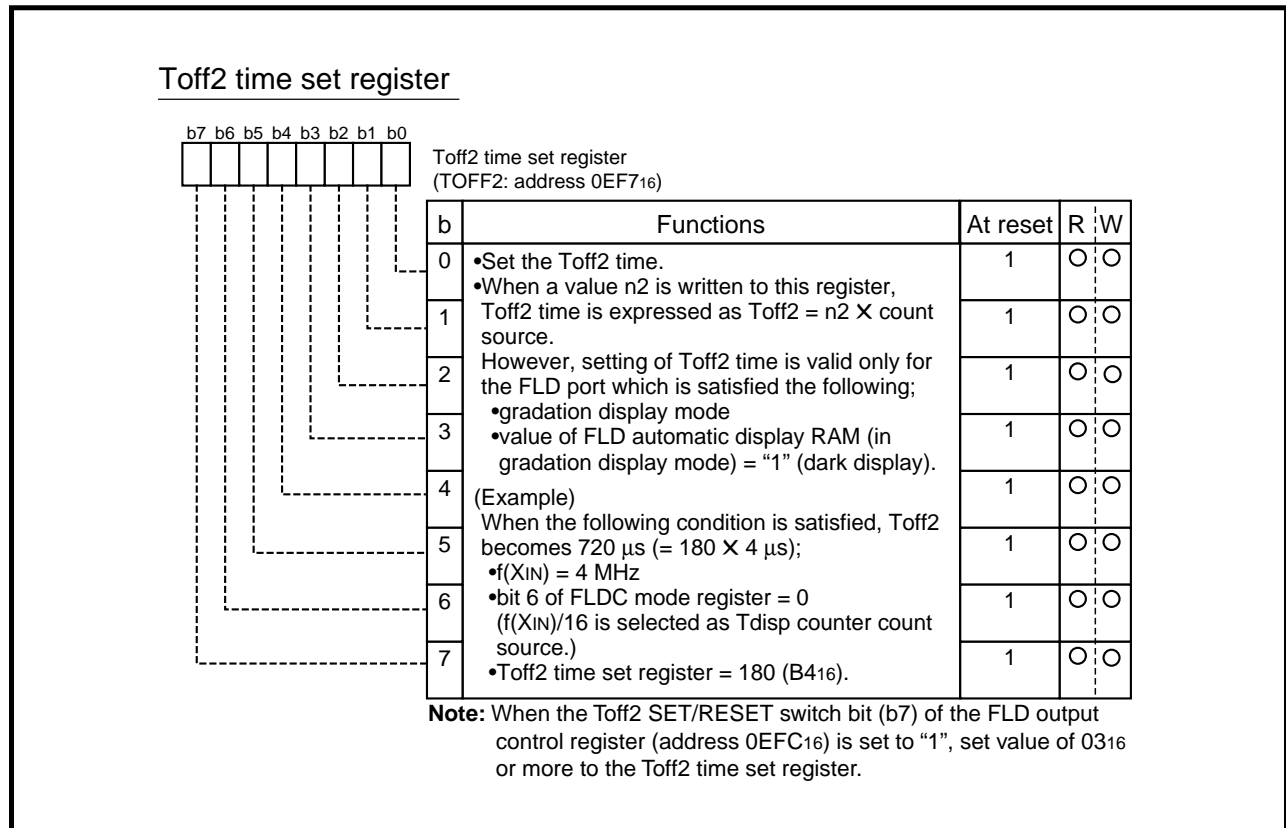 Toff2 time set register
b7 b6 b5 b4 b3 b2 b1 b0
Toff2 time set register
(TOFF2: address 0EF716)
b Functions At reset R W
0 •Set the Toff2 time. 1 O O
•When a value n2 is written to this register,
1 Toff2 time is expressed as Toff2 = n2 X count 1 O O
source.
However, setting of Toff2 time is valid only for
2 the FLD port which is satisfied the following; 1 O O
•gradation display mode
3 •value of FLD automatic display RAM (in 1 O O
gradation display mode) = “1” (dark display).
4 (Example) 1 O O
When the following condition is satisfied, Toff2
5 becomes 720 μs (= 180 X 4 μs); 1 O O
•f(XIN) = 4 MHz
6 •bit 6 of FLDC mode register = 0 1 O O
(f(XIN)/16 is selected as Tdisp counter count
7 source.) 1 O O
•Toff2 time set register = 180 (B416).
Note: When the Toff2 SET/RESET switch bit (b7) of the FLD output
control register (address 0EFC16) is set to “1”, set value of 0316
or more to the Toff2 time set register.